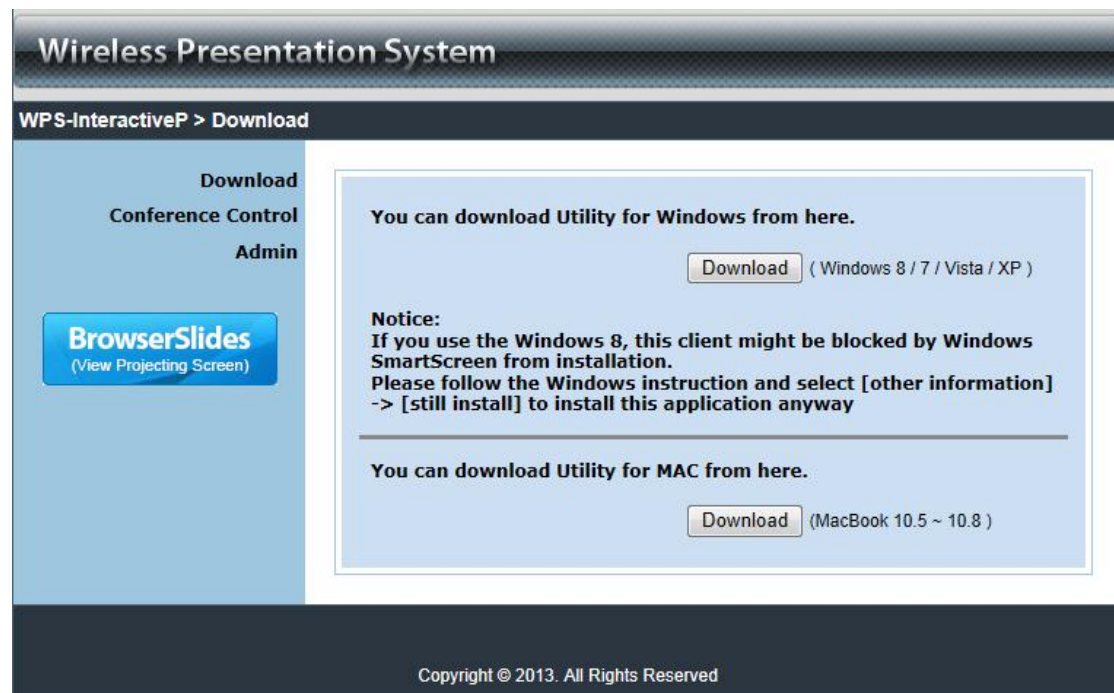 Wireless Presentation System
WPS-InteractiveP > Download
Download
Conference Control
Admin
BrowserSlides
(View Projecting Screen)
You can download Utility for Windows from here.
Download ( Windows 8 / 7 / Vista / XP )
Notice:
If you use the Windows 8, this client might be blocked by Windows
SmartScreen from installation.
Please follow the Windows instruction and select [other information]
-> [still install] to install this application anyway
You can download Utility for MAC from here.
Download (MacBook 10.5 ~ 10.8 )
Copyright © 2013. All Rights Reserved